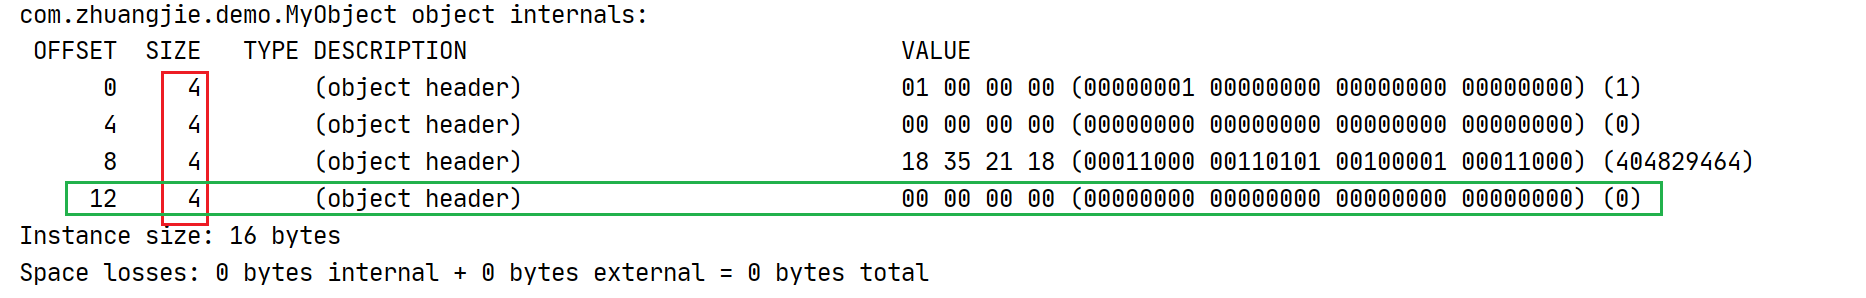 com.zhuangjie.demo.MyObject object internals:
OFFSET SIZE TYPE DESCRIPTION VALUE
0 4 (object header) 01 00 00 00 (00000001 00000000 00000000 00000000) (1)
4 4 (object header) 00 00 00 00 (00000000 00000000 00000000 00000000) (0)
8 4 (object header) 18 35 21 18 (00011000 00110101 00100001 00011000) (404829464)
12 4 (object header) 00 00 00 00 (00000000 00000000 00000000 00000000) (0)
Instance size: 16 bytes
Space losses: 0 bytes internal + 0 bytes external = 0 bytes total